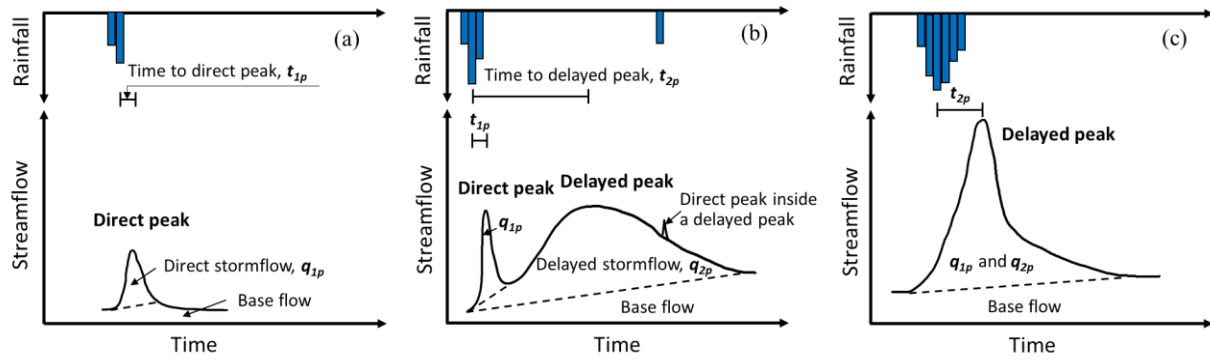 Rainfall
(a)
Time to direct peak, t1p
Streamflow
Direct peak
Direct stormflow, q1p
Base flow
Time
Rainfall
(b)
Time to delayed peak, t2p
t1p
Streamflow
Direct peak
Delayed peak
q1p
Direct peak inside
a delayed peak
Delayed stormflow, q2p
Base flow
Time
Rainfall
(c)
t2p
Delayed peak
Streamflow
q1p and q2p
Base flow
Time